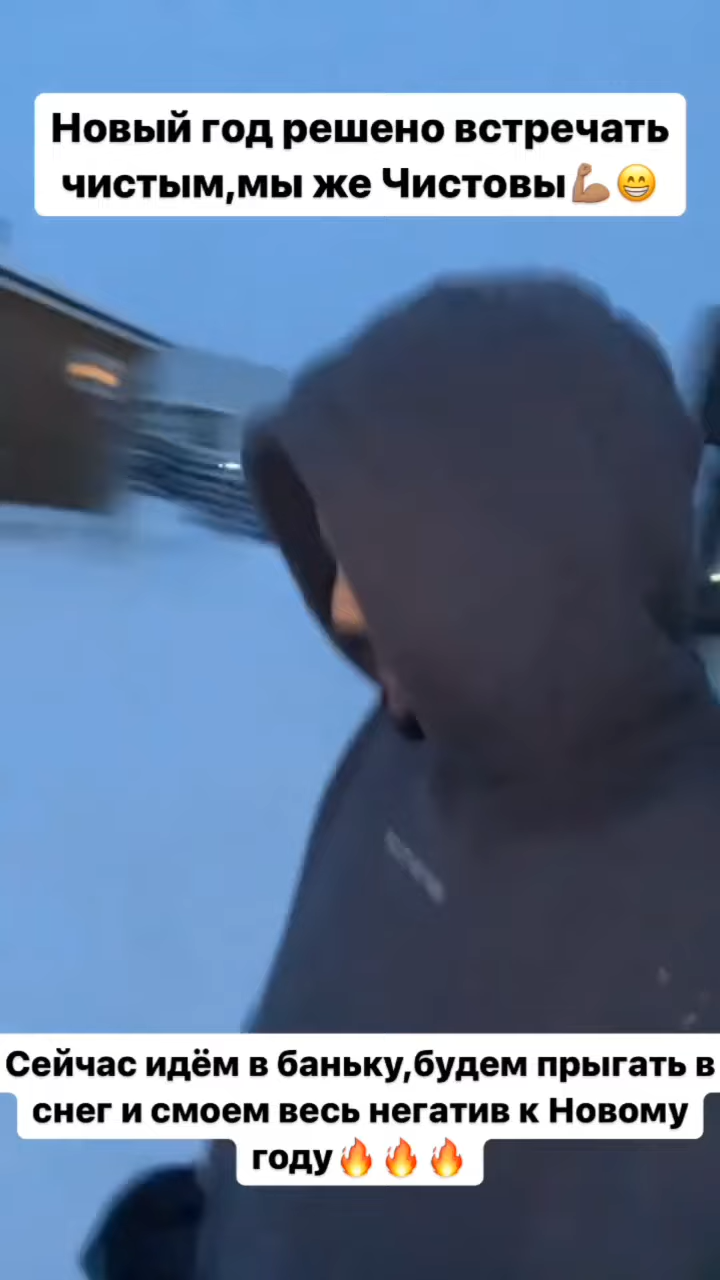 Новый год решено встречать
чистым,мы же Чистовы💪🏽😁
Сейчас идём в баньку,будем прыгать в
снег и смоем весь негатив к Новому
году🔥🔥🔥